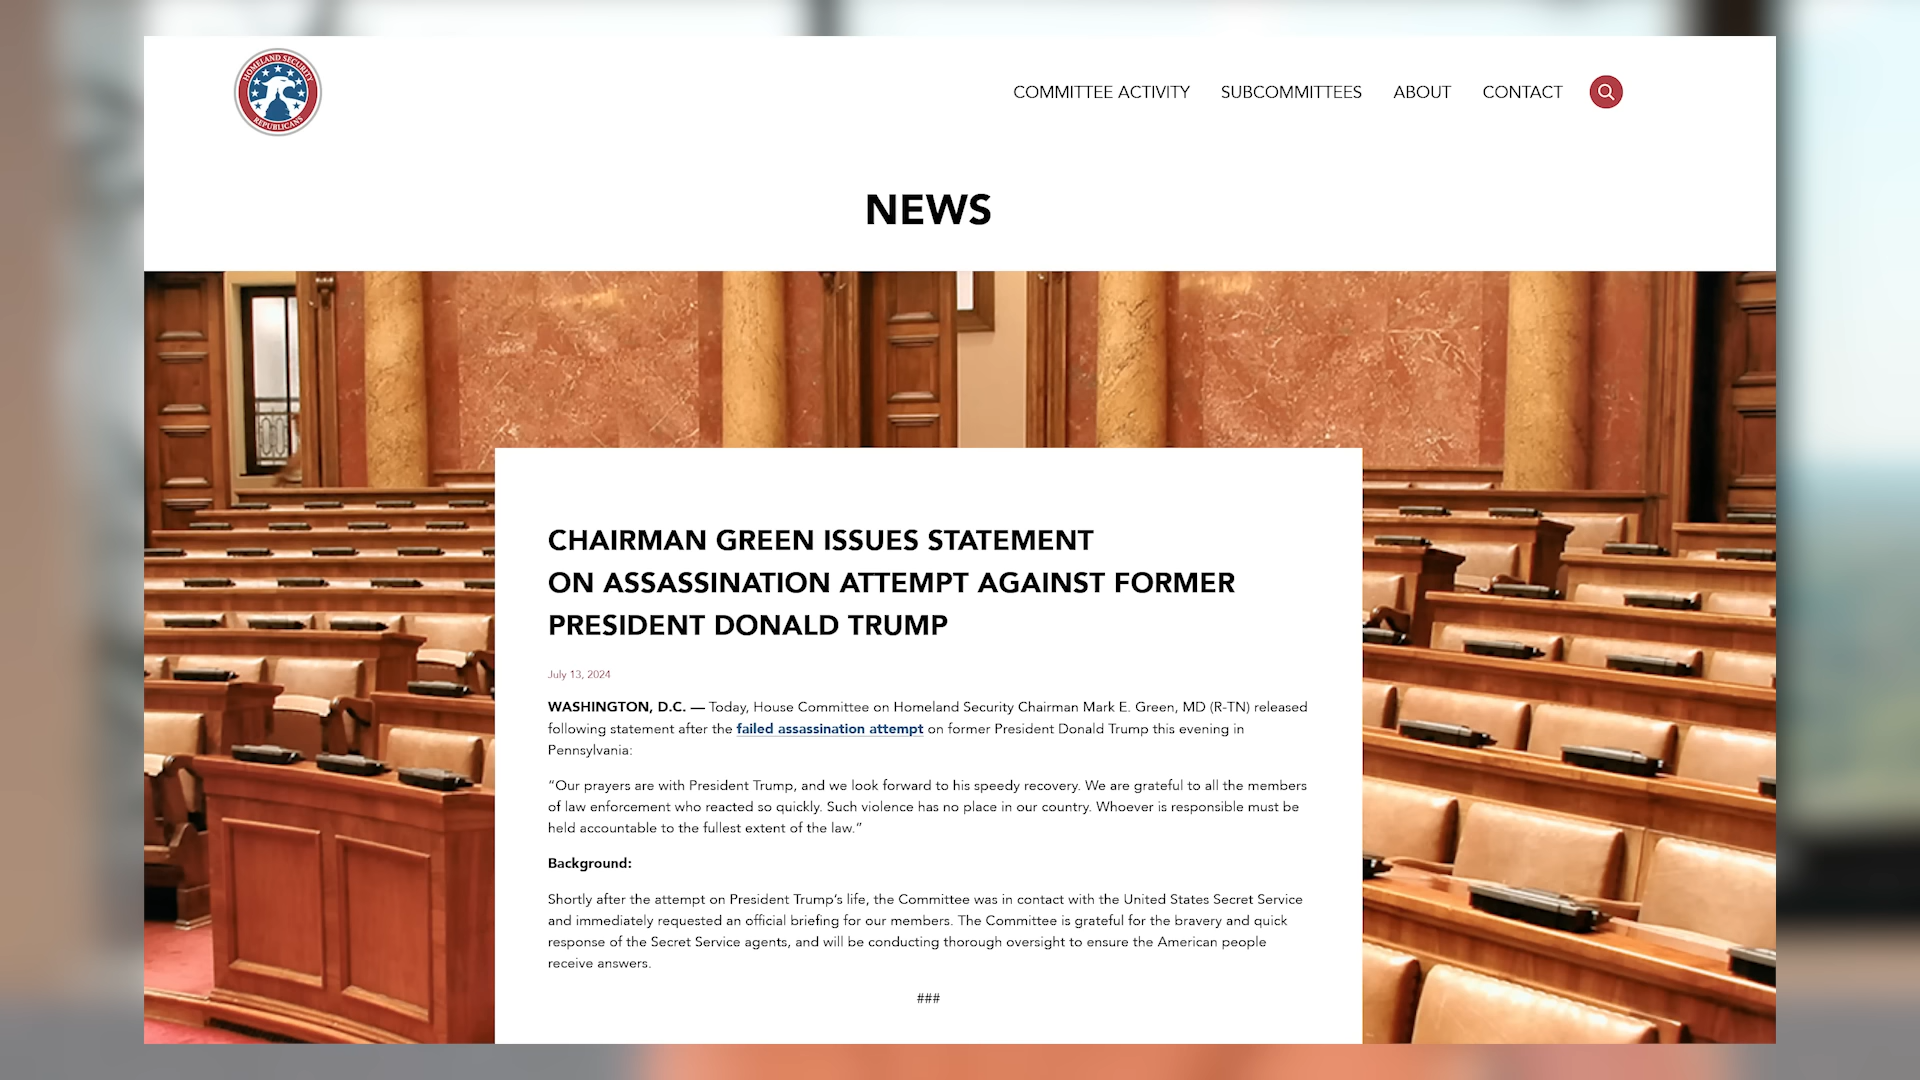 HOMELAND SECURITY
REPUBLICANS
COMMITTEE ACTIVITY SUBCOMMITTEES ABOUT CONTACT
NEWS
CHAIRMAN GREEN ISSUES STATEMENT
ON ASSASSINATION ATTEMPT AGAINST FORMER
PRESIDENT DONALD TRUMP
July 13, 2024
WASHINGTON, D.C. — Today, House Committee on Homeland Security Chairman Mark E. Green, MD (R-TN) released
following statement after the failed assassination attempt on former President Donald Trump this evening in
Pennsylvania:
“Our prayers are with President Trump, and we look forward to his speedy recovery. We are grateful to all the members
of law enforcement who reacted so quickly. Such violence has no place in our country. Whoever is responsible must be
held accountable to the fullest extent of the law.”
Background:
Shortly after the attempt on President Trump’s life, the Committee was in contact with the United States Secret Service
and immediately requested an official briefing for our members. The Committee is grateful for the bravery and quick
response of the Secret Service agents, and will be conducting thorough oversight to ensure the American people
receive answers.
###